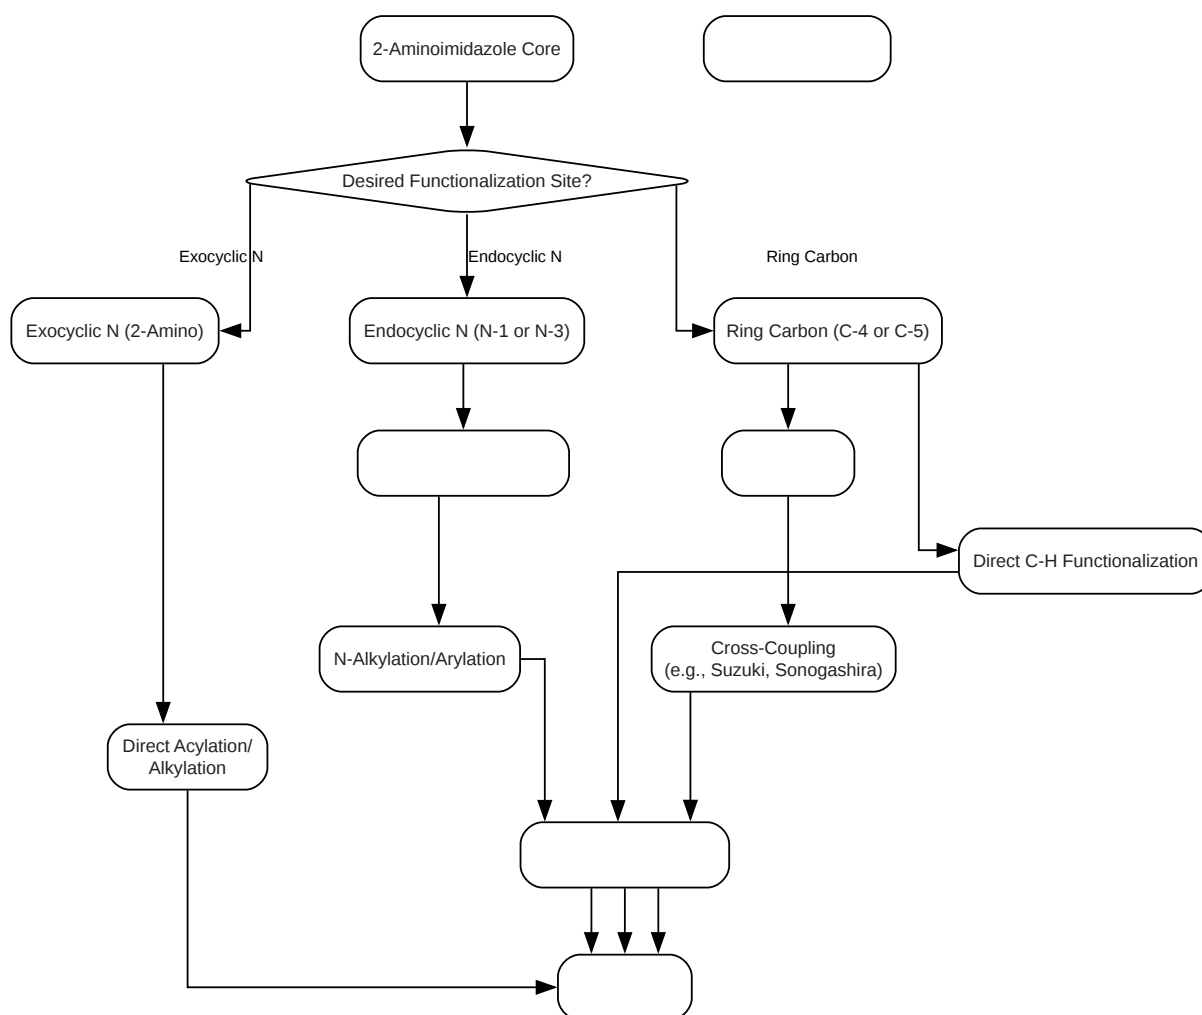 2-Aminoimidazole Core
Desired Functionalization Site?
Exocyclic N
Endocyclic N
Ring Carbon
Exocyclic N (2-Amino)
Endocyclic N (N-1 or N-3)
Ring Carbon (C-4 or C-5)
Direct C-H Functionalization
N-Alkylation/Arylation
Cross-Coupling
(e.g., Suzuki, Sonogashira)
Direct Acylation/
Alkylation